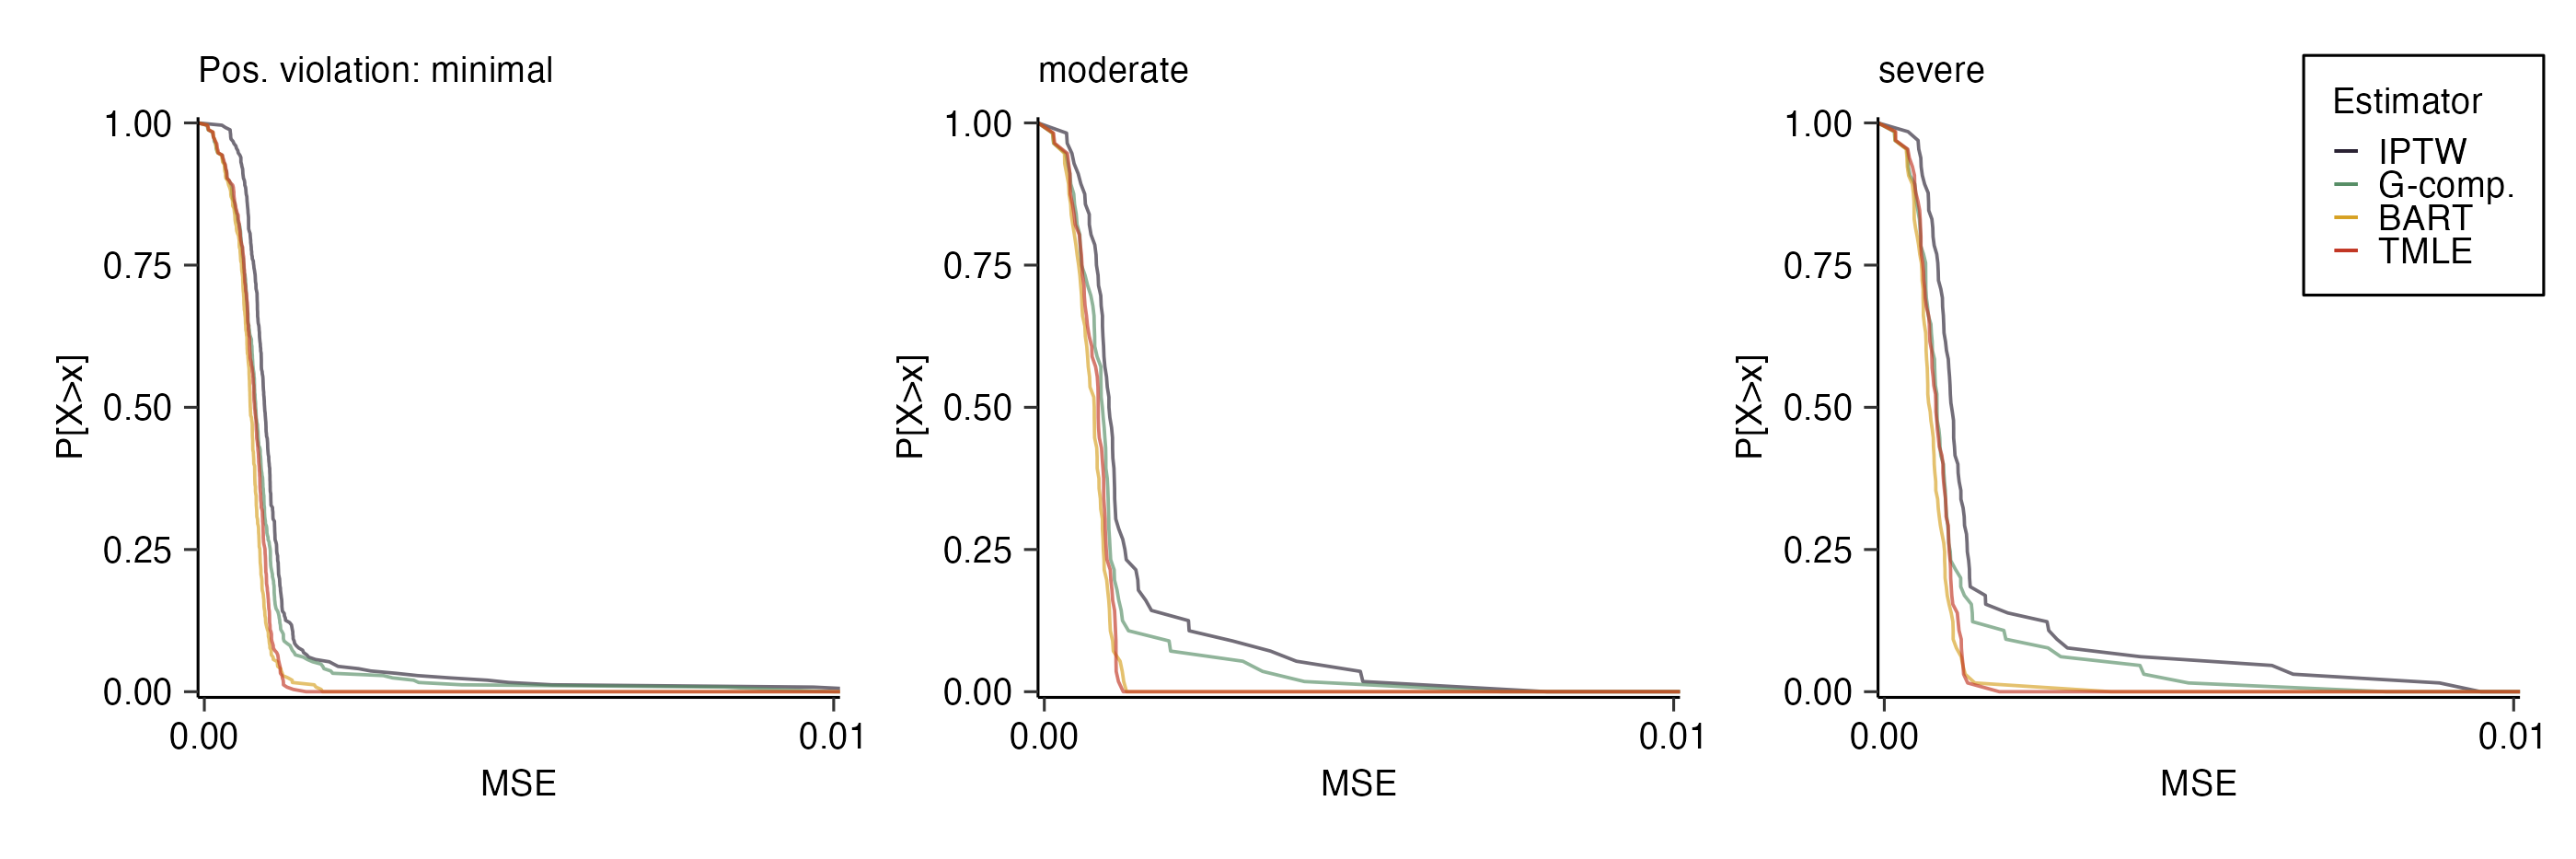 Pos. violation: minimal
1.00
0.75
0.50
0.25
0.00
P[X>x]
0.00
0.01
MSE
moderate
1.00
0.75
0.50
0.25
0.00
P[X>x]
0.00
0.01
MSE
severe
1.00
0.75
0.50
0.25
0.00
P[X>x]
0.00
0.01
MSE
Estimator
IPTW
G-comp.
BART
TMLE